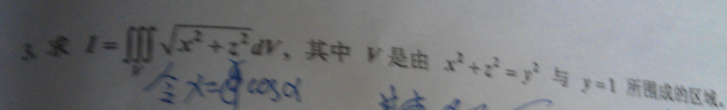 3. 求 I=∭_V √(x²+z²) dV, 其中 V 是由 x²+z²=y² 与 y=1 所围成的区域.
令 x= cosα